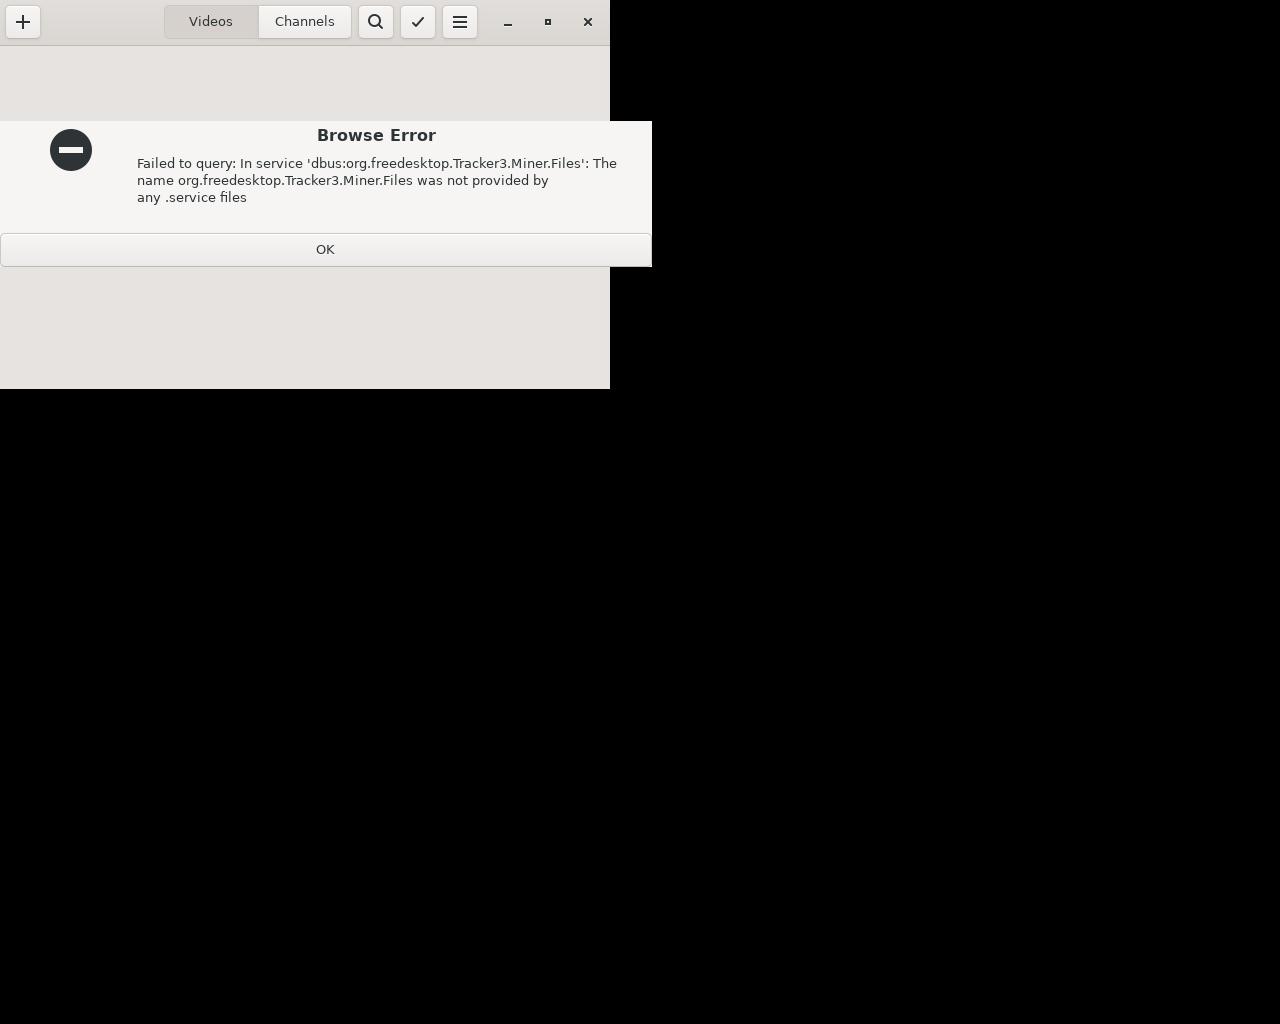 Videos
Channels
Browse Error
Failed to query: In service 'dbus:org.freedesktop.Tracker3.Miner.Files': The
name org.freedesktop.Tracker3.Miner.Files was not provided by
any .service files
OK